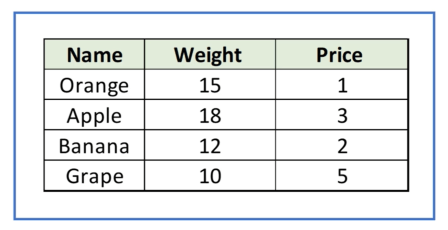 Name Weight Price
Orange 15 1
Apple 18 3
Banana 12 2
Grape 10 5